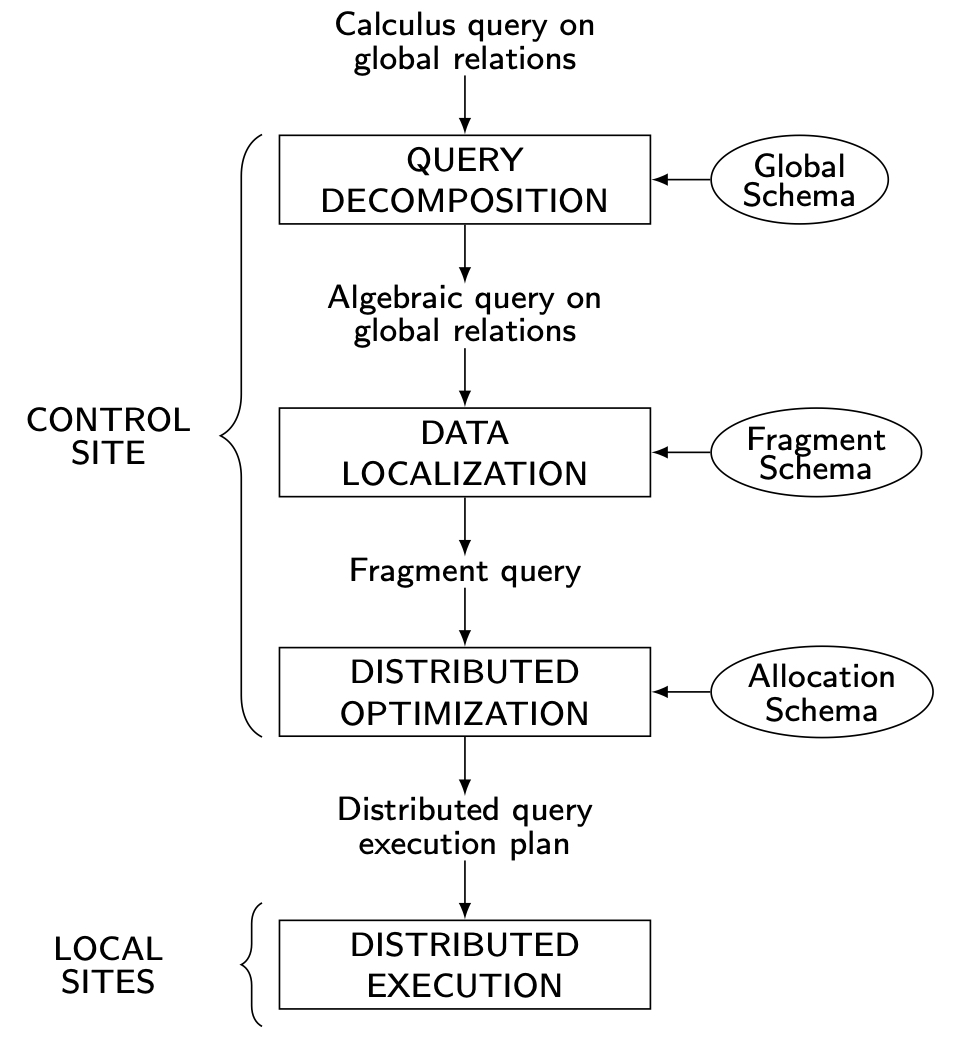 Calculus query on
global relations
QUERY
DECOMPOSITION
Global
Schema
Algebraic query on
global relations
CONTROL
SITE
DATA
LOCALIZATION
Fragment
Schema
Fragment query
DISTRIBUTED
OPTIMIZATION
Allocation
Schema
Distributed query
execution plan
LOCAL
SITES
DISTRIBUTED
EXECUTION